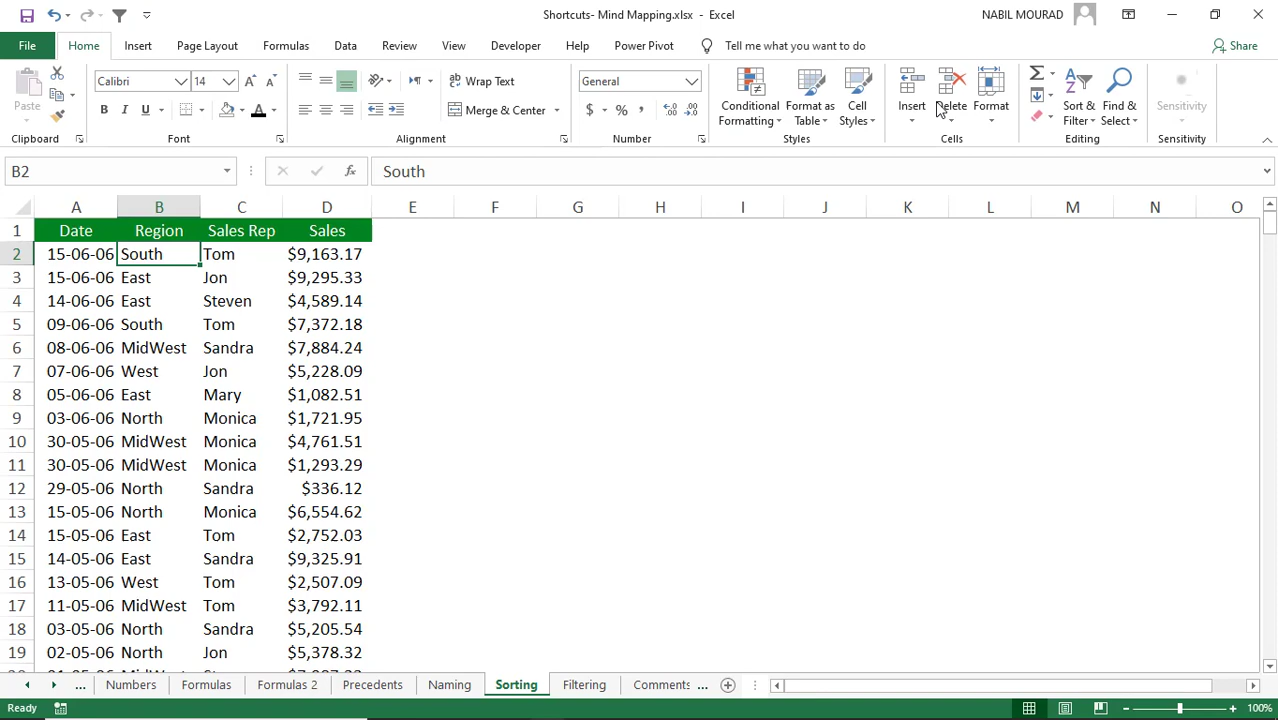 Shortcuts- Mind Mapping.xlsx - Excel
NABIL MOURAD
File Home Insert Page Layout Formulas Data Review View Developer Help Power Pivot Tell me what you want to do Share
Paste
Clipboard
Calibri 14
B I U A
Font
Wrap Text
Merge & Center
Alignment
General
$ % ,
Number
Conditional Formatting
Format as Table
Cell Styles
Styles
Insert Delete Format
Cells
Sort & Filter
Find & Select
Editing
Sensitivity
Sensitivity
B2 fx South
A B C D E F G H I J K L M N O
1 Date Region Sales Rep Sales
2 15-06-06 South Tom $9,163.17
3 15-06-06 East Jon $9,295.33
4 14-06-06 East Steven $4,589.14
5 09-06-06 South Tom $7,372.18
6 08-06-06 MidWest Sandra $7,884.24
7 07-06-06 West Jon $5,228.09
8 05-06-06 East Mary $1,082.51
9 03-06-06 North Monica $1,721.95
10 30-05-06 MidWest Monica $4,761.51
11 30-05-06 MidWest Monica $1,293.29
12 29-05-06 North Sandra $336.12
13 15-05-06 North Monica $6,554.62
14 15-05-06 East Tom $2,752.03
15 14-05-06 East Sandra $9,325.91
16 13-05-06 West Tom $2,507.09
17 11-05-06 MidWest Tom $3,792.11
18 03-05-06 North Sandra $5,205.54
19 02-05-06 North Jon $5,378.32
... Numbers Formulas Formulas 2 Precedents Naming Sorting Filtering Comments ...
Ready 100%